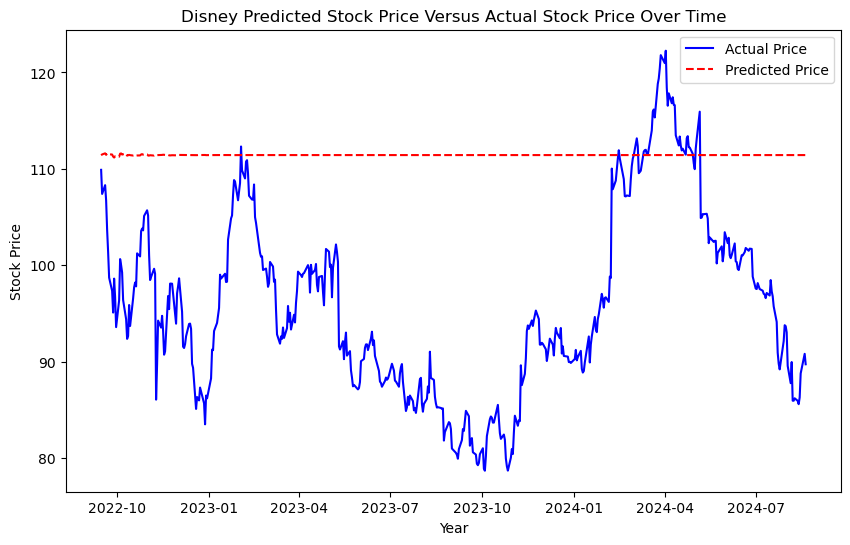 Disney Predicted Stock Price Versus Actual Stock Price Over Time
Actual Price
Predicted Price
120
110
100
90
80
Stock Price
2022-10 2023-01 2023-04 2023-07 2023-10 2024-01 2024-04 2024-07
Year